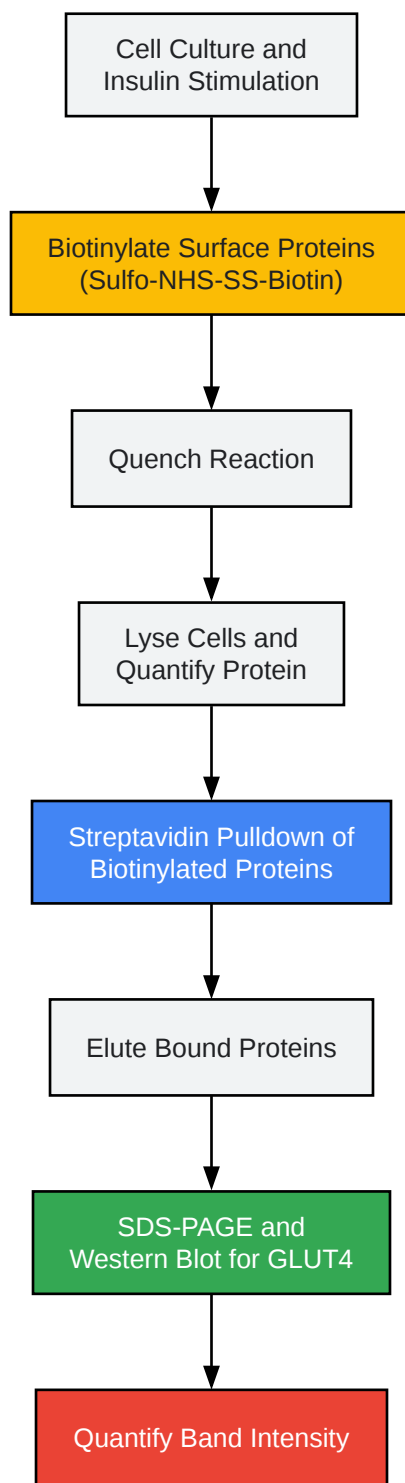 Cell Culture and
Insulin Stimulation
Biotinylate Surface Proteins
(Sulfo-NHS-SS-Biotin)
Quench Reaction
Lyse Cells and
Quantify Protein
Streptavidin Pulldown of
Biotinylated Proteins
Elute Bound Proteins
SDS-PAGE and
Western Blot for GLUT4
Quantify Band Intensity